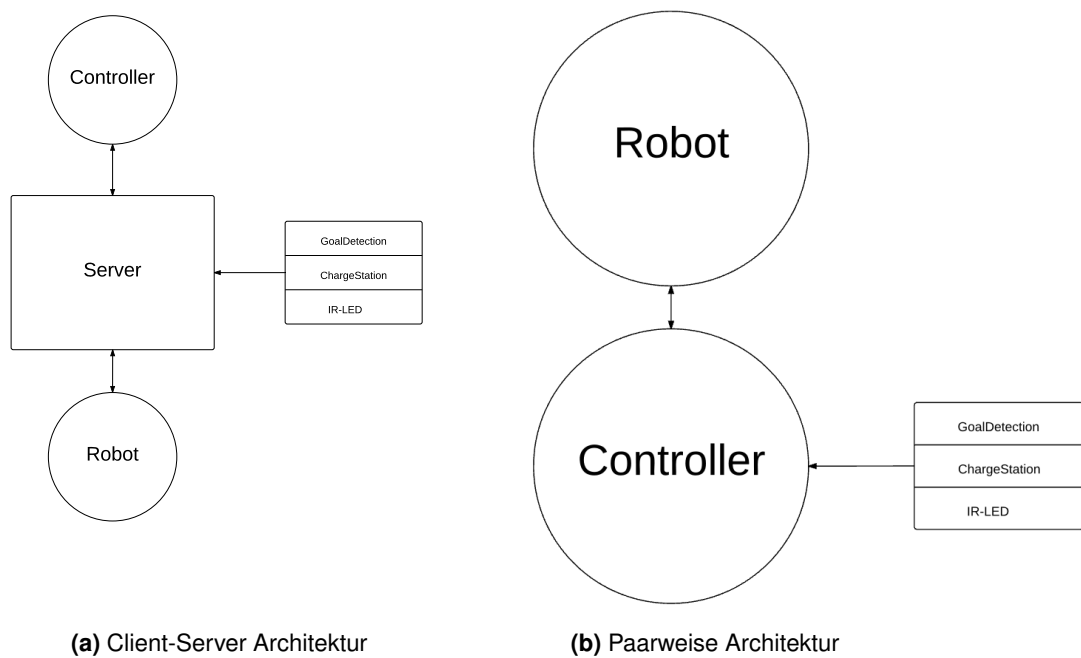 Controller
Server
GoalDetection
ChargeStation
IR-LED
Robot
(a) Client-Server Architektur
Robot
Controller
GoalDetection
ChargeStation
IR-LED
(b) Paarweise Architektur